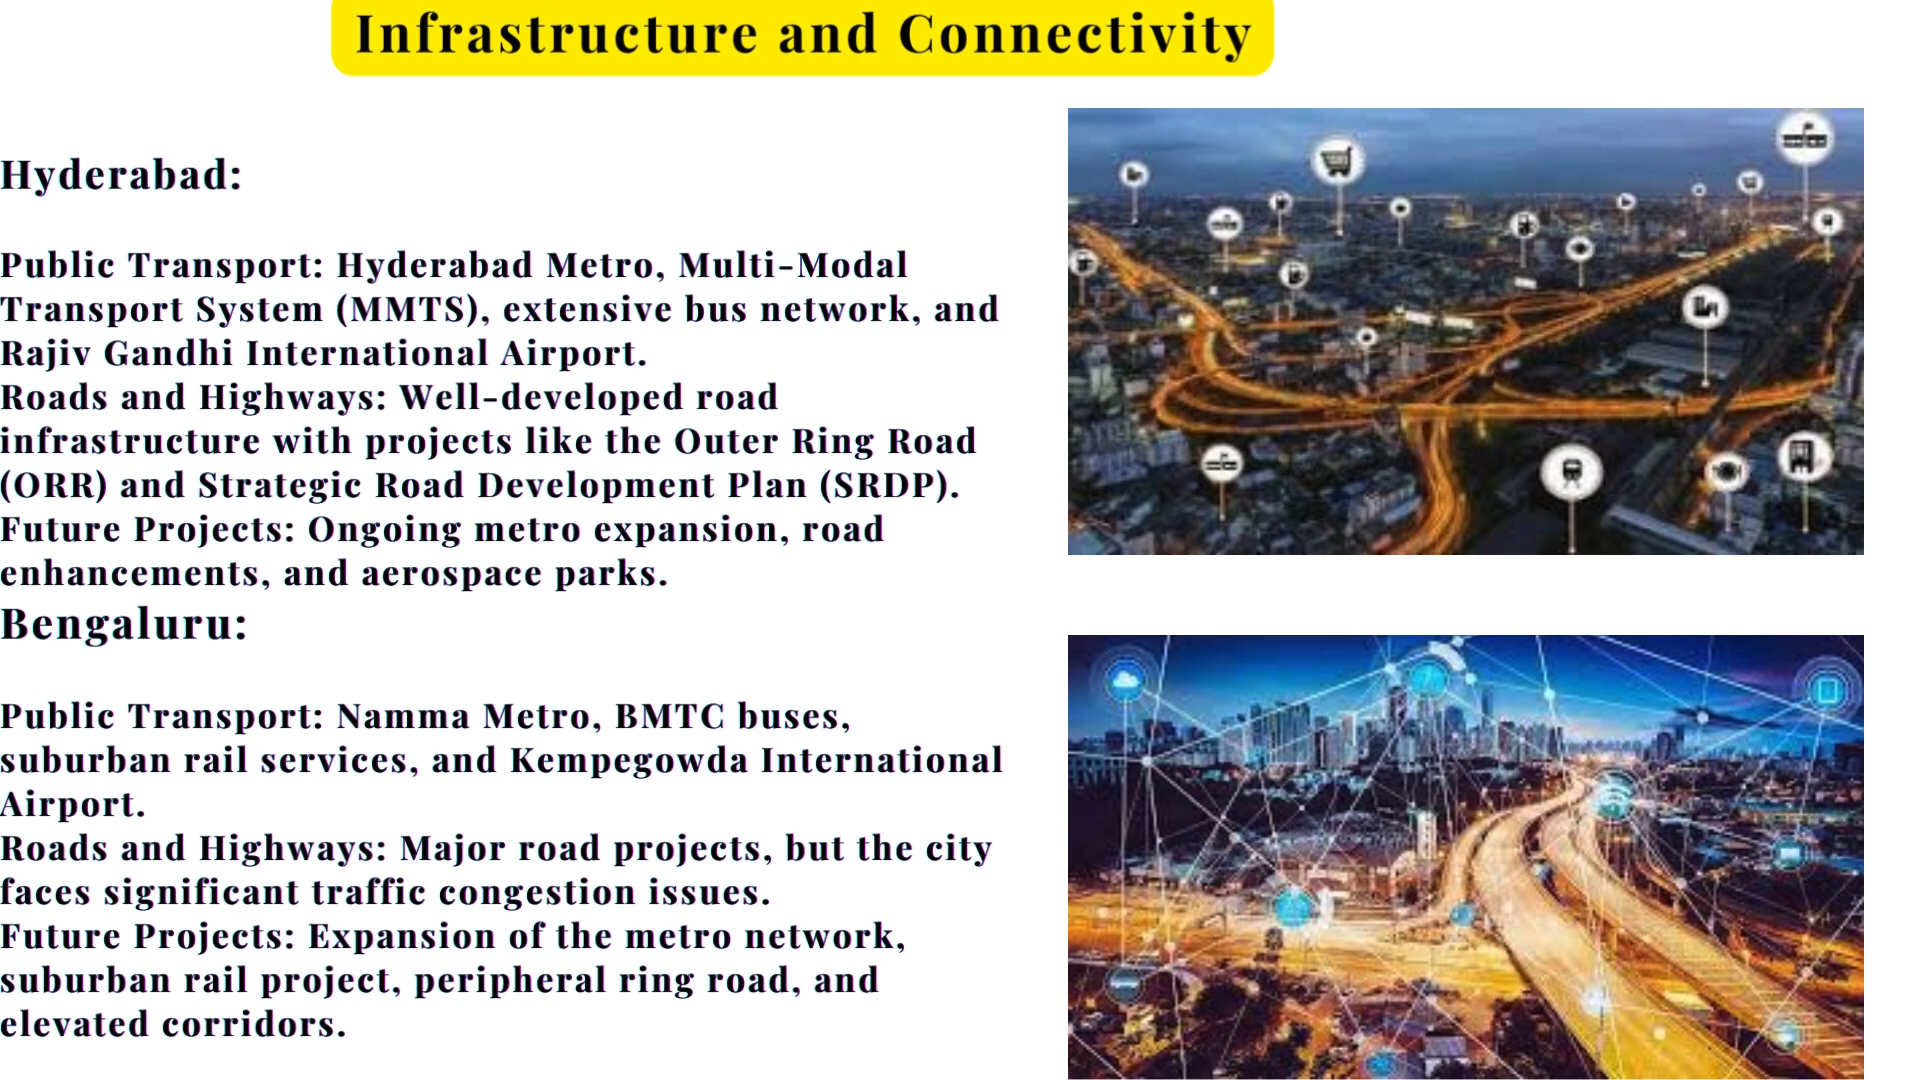 Infrastructure and Connectivity
Hyderabad:
Public Transport: Hyderabad Metro, Multi-Modal
Transport System (MMTS), extensive bus network, and
Rajiv Gandhi International Airport.
Roads and Highways: Well-developed road
infrastructure with projects like the Outer Ring Road
(ORR) and Strategic Road Development Plan (SRDP).
Future Projects: Ongoing metro expansion, road
enhancements, and aerospace parks.
Bengaluru:
Public Transport: Namma Metro, BMTC buses,
suburban rail services, and Kempegowda International
Airport.
Roads and Highways: Major road projects, but the city
faces significant traffic congestion issues.
Future Projects: Expansion of the metro network,
suburban rail project, peripheral ring road, and
elevated corridors.